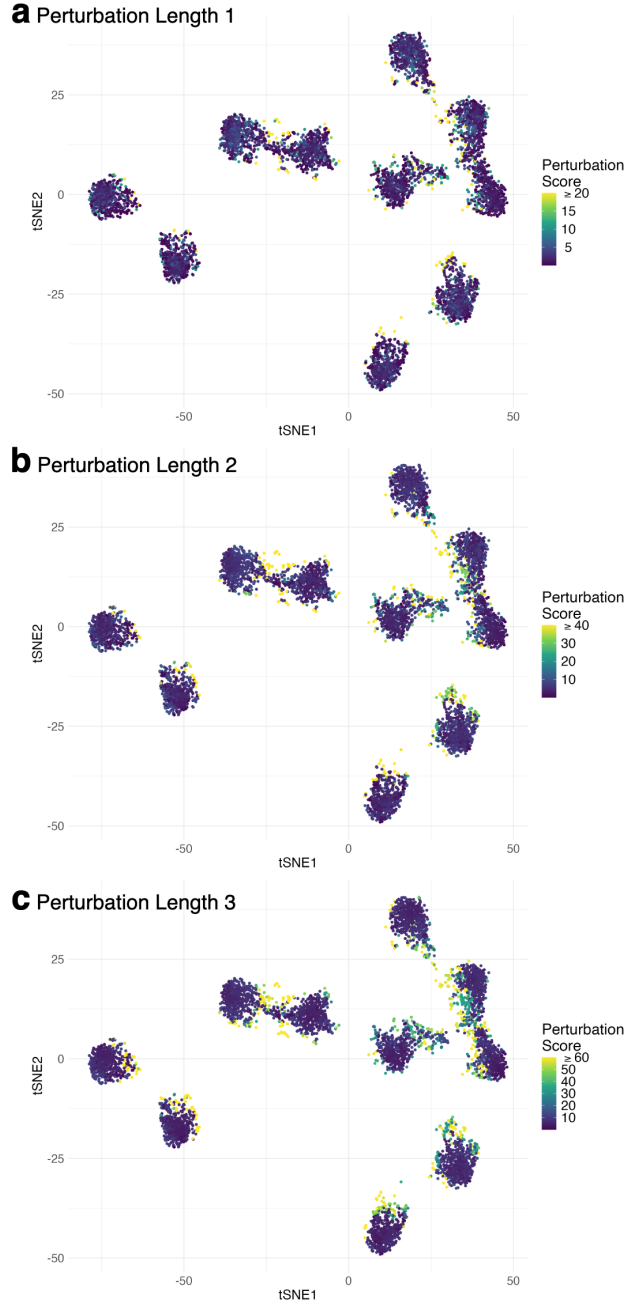 a Perturbation Length 1
25
0
-25
-50
tSNE2
-50 0 50
tSNE1
Perturbation
Score
≥ 20
15
10
5
b Perturbation Length 2
25
0
-25
-50
tSNE2
-50 0 50
tSNE1
Perturbation
Score
≥ 40
30
20
10
c Perturbation Length 3
25
0
-25
-50
tSNE2
-50 0 50
tSNE1
Perturbation
Score
≥ 60
50
40
30
20
10